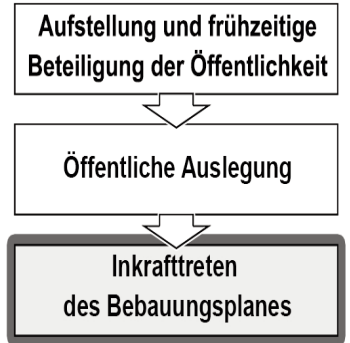 Aufstellung und frühzeitige
Beteiligung der Öffentlichkeit
Öffentliche Auslegung
Inkrafttreten
des Bebauungsplanes